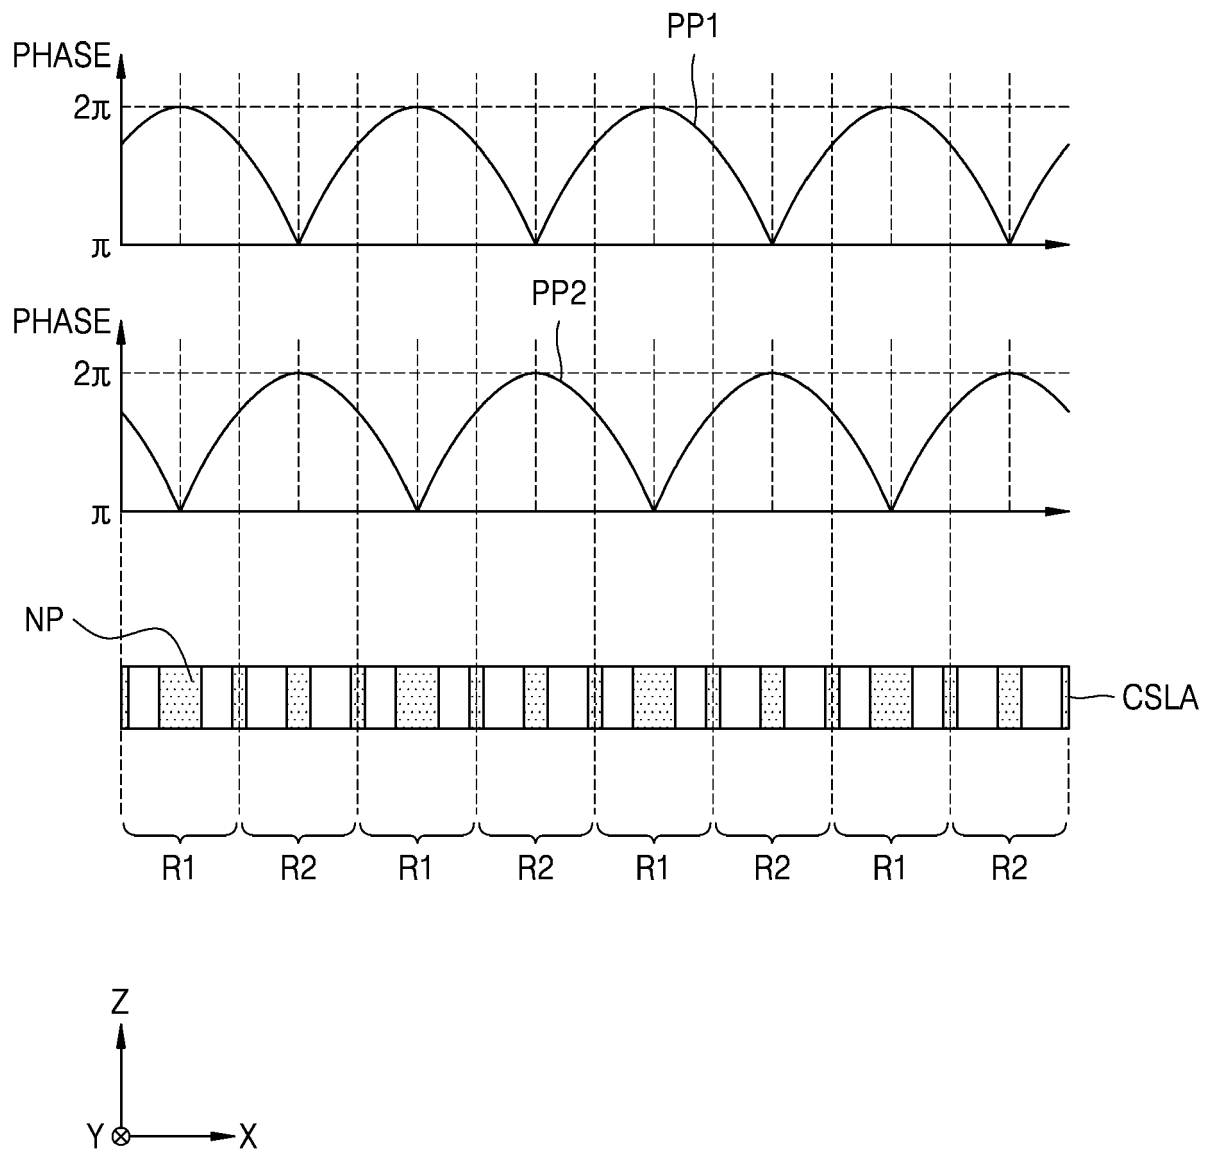 PP1
PHASE
2π
π
PP2
PHASE
2π
π
NP
CSLA
R1 R2 R1 R2 R1 R2 R1 R2
Z
Y X